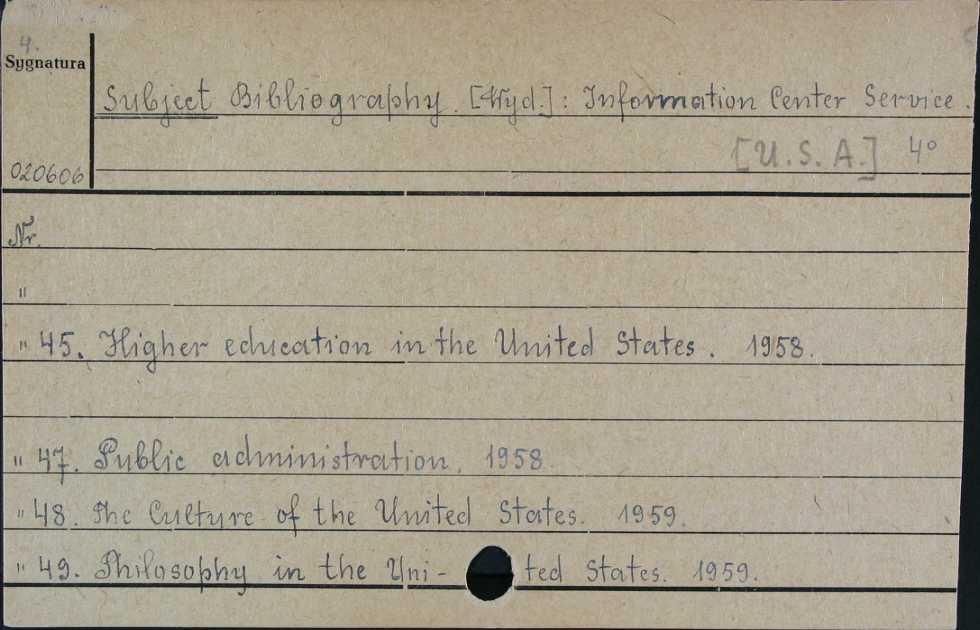 4.
Sygnatura
Subject Bibliography. [Wyd.]: Information Center Service.
[U.S.A.] 4°
020606
Nr.
"
" 45. Higher education in the United States. 1958.
" 47. Public administration. 1958
" 48. The Culture of the United States. 1959.
" 49. Philosophy in the Uni- ted States. 1959.